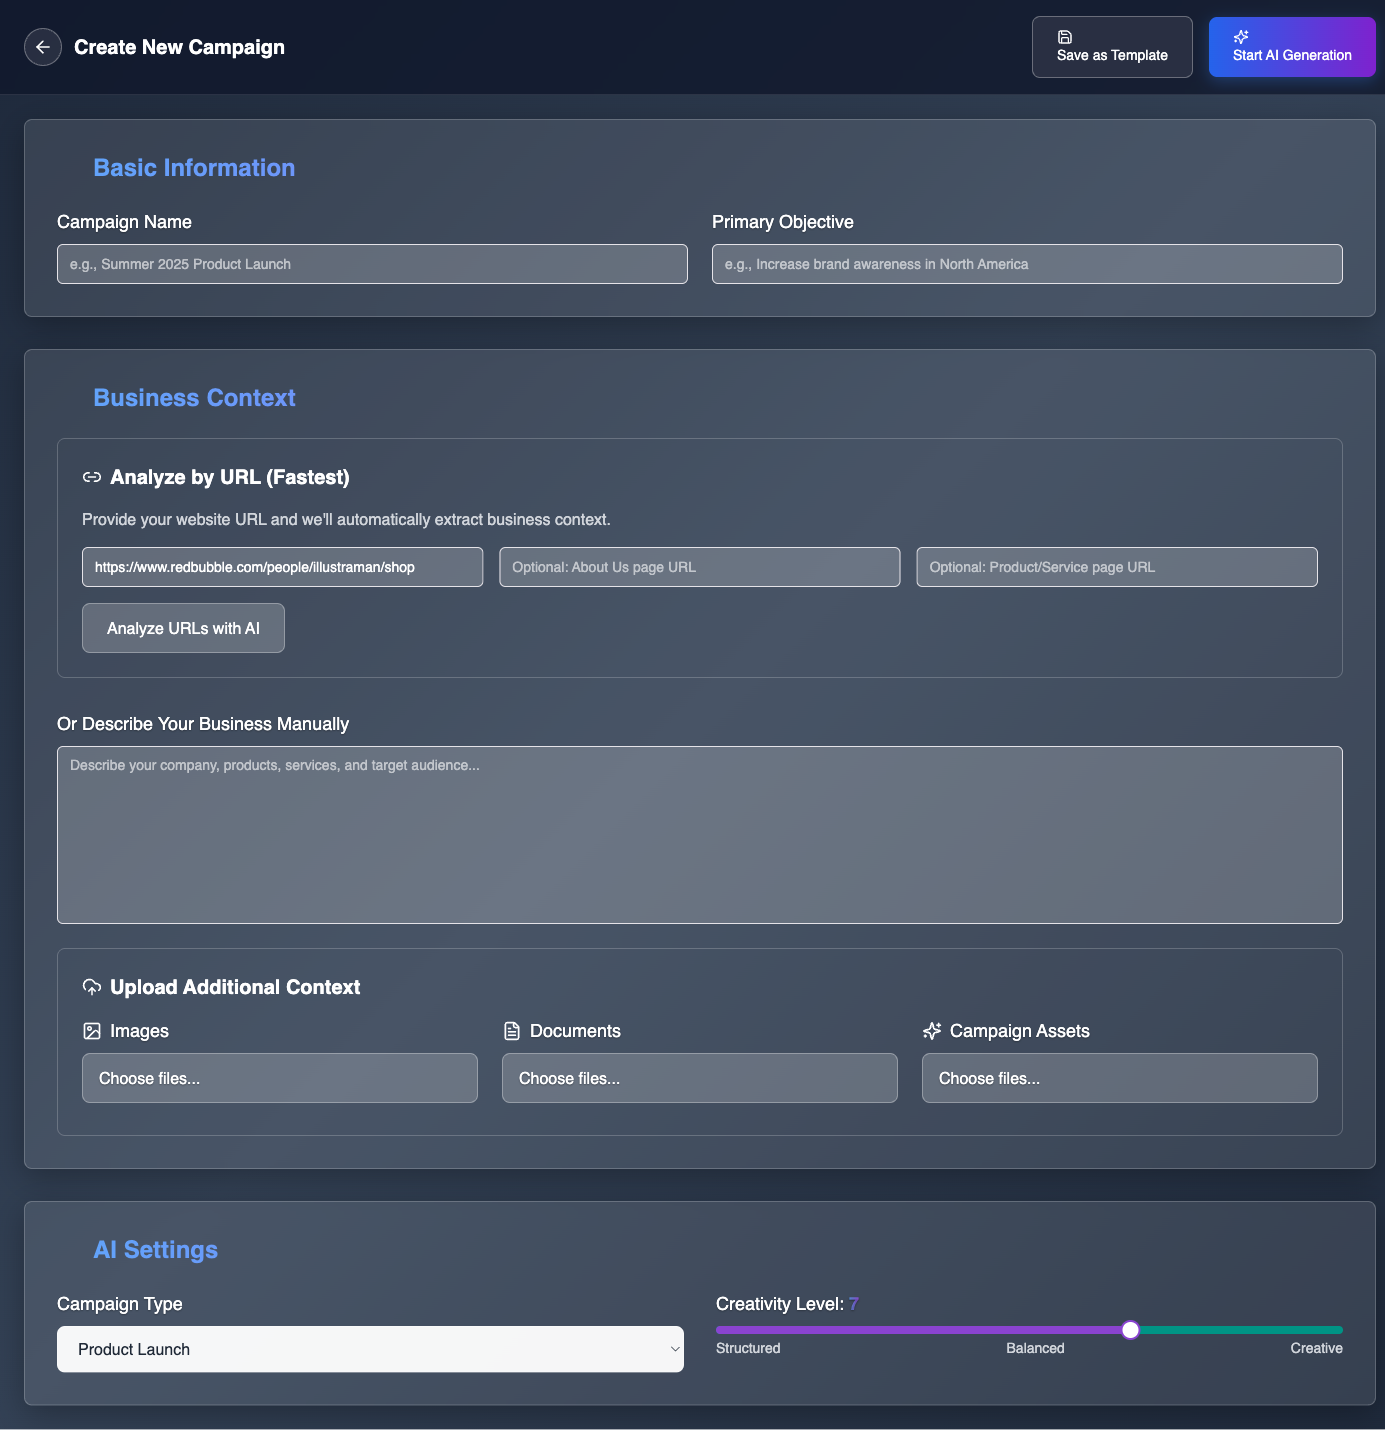 Create New Campaign
Save as Template
Start AI Generation
Basic Information
Campaign Name
Primary Objective
e.g., Summer 2025 Product Launch
e.g., Increase brand awareness in North America
Business Context
Analyze by URL (Fastest)
Provide your website URL and we'll automatically extract business context.
https://www.redbubble.com/people/illustraman/shop
Optional: About Us page URL
Optional: Product/Service page URL
Analyze URLs with AI
Or Describe Your Business Manually
Describe your company, products, services, and target audience...
Upload Additional Context
Images
Documents
Campaign Assets
Choose files...
Choose files...
Choose files...
AI Settings
Campaign Type
Creativity Level: 7
Product Launch
Structured
Balanced
Creative